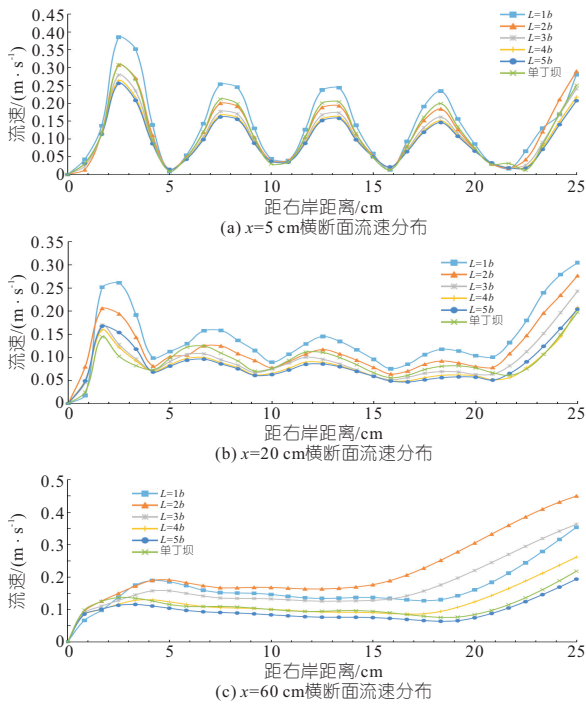 0.45
0.40
0.35
0.30
0.25
0.20
0.15
0.10
0.05
0
流速/(m · s⁻¹)
L=1b
L=2b
L=3b
L=4b
L=5b
单丁坝
0 5 10 15 20 25
距右岸距离/cm
(a) x=5 cm横断面流速分布
0.35
0.30
0.25
0.20
0.15
0.10
0.05
0
流速/(m · s⁻¹)
L=1b
L=2b
L=3b
L=4b
L=5b
单丁坝
0 5 10 15 20 25
距右岸距离/cm
(b) x=20 cm横断面流速分布
0.5
0.4
0.3
0.2
0.1
0
流速/(m · s⁻¹)
L=1b
L=2b
L=3b
L=4b
L=5b
单丁坝
0 5 10 15 20 25
距右岸距离/cm
(c) x=60 cm横断面流速分布